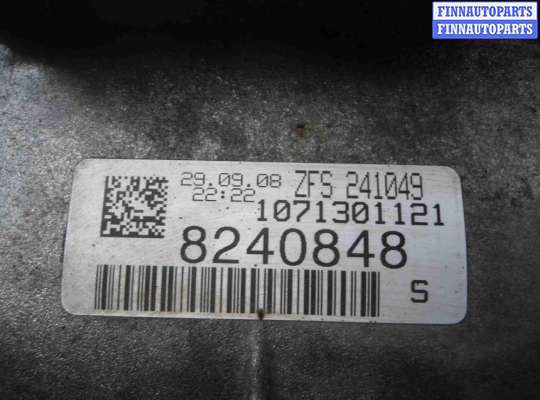 FINNAUTOPARTS
FINNAUTOPARTS
29.09.08 ZFS 241049
22:22 1071301121
8240848
S